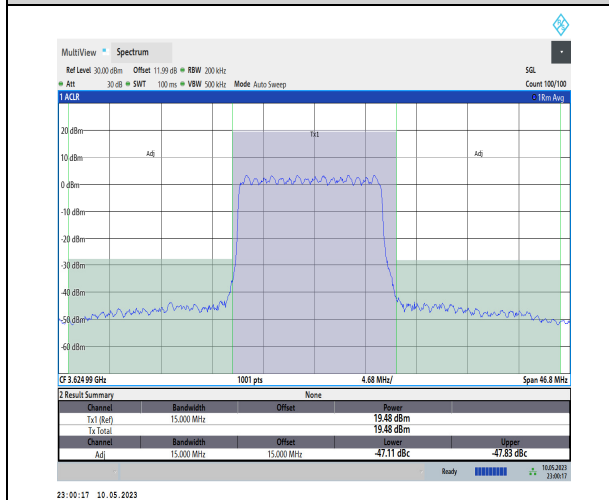 MultiView Spectrum
Ref Level 30.00 dBm Offset 11.99 dB RBW 200 kHz SGL
Att 30 dB SWT 100 ms VBW 500 kHz Mode Auto Sweep Count 100/100
1 ACLR 1Rm Avg
20 dBm
Tx1
10 dBm
Adj Adj
0 dBm
-10 dBm
-20 dBm
-30 dBm
-40 dBm
-50 dBm
-60 dBm
CF 3.624 99 GHz 1001 pts 4.68 MHz/ Span 46.8 MHz
2 Result Summary None
Channel Bandwidth Offset Power
Tx1 (Ref) 15.000 MHz 19.48 dBm
Tx Total 19.48 dBm
Channel Bandwidth Offset Lower Upper
Adj 15.000 MHz 15.000 MHz -47.11 dBc -47.83 dBc
Ready 10.05.2023
23:00:17
23:00:17 10.05.2023